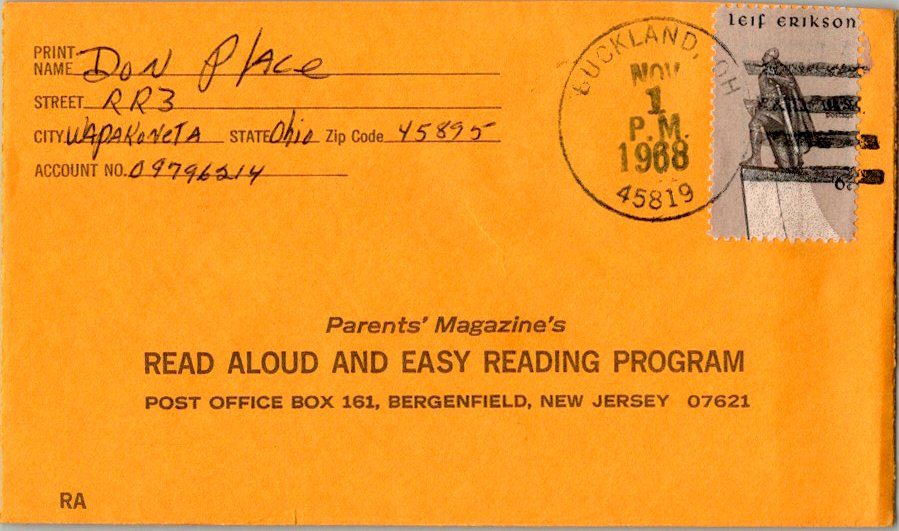 PRINT NAME Don Place
STREET RR3
CITY Wapakoneta STATE Ohio Zip Code 45895
ACCOUNT NO. 09796214
BUCKLAND, OH
NOV
1
P.M.
1968
45819
LEIF ERIKSON
6¢
Parents' Magazine's
READ ALOUD AND EASY READING PROGRAM
POST OFFICE BOX 161, BERGENFIELD, NEW JERSEY 07621
RA